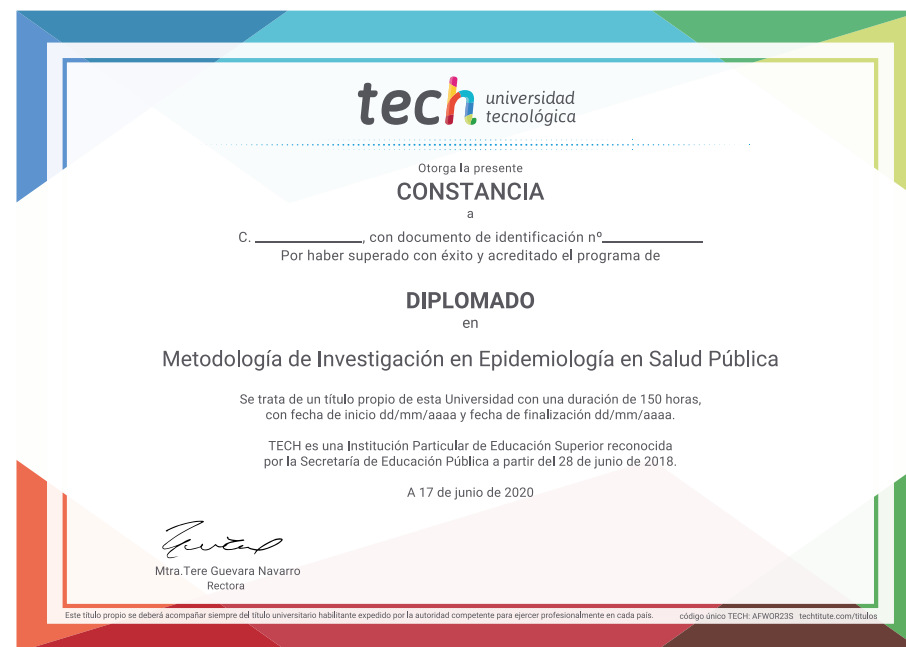 tech universidad
tecnológica
Otorga la presente
CONSTANCIA
a
C. ______________, con documento de identificación nº______________
Por haber superado con éxito y acreditado el programa de
DIPLOMADO
en
Metodología de Investigación en Epidemiología en Salud Pública
Se trata de un título propio de esta Universidad con una duración de 150 horas,
con fecha de inicio dd/mm/aaaa y fecha de finalización dd/mm/aaaa.
TECH es una Institución Particular de Educación Superior reconocida
por la Secretaría de Educación Pública a partir del 28 de junio de 2018.
A 17 de junio de 2020
Mtra.Tere Guevara Navarro
Rectora
Este título propio se deberá acompañar siempre del título universitario habilitante expedido por la autoridad competente para ejercer profesionalmente en cada país. código único TECH: AFWOR23S techtitute.com/titulos